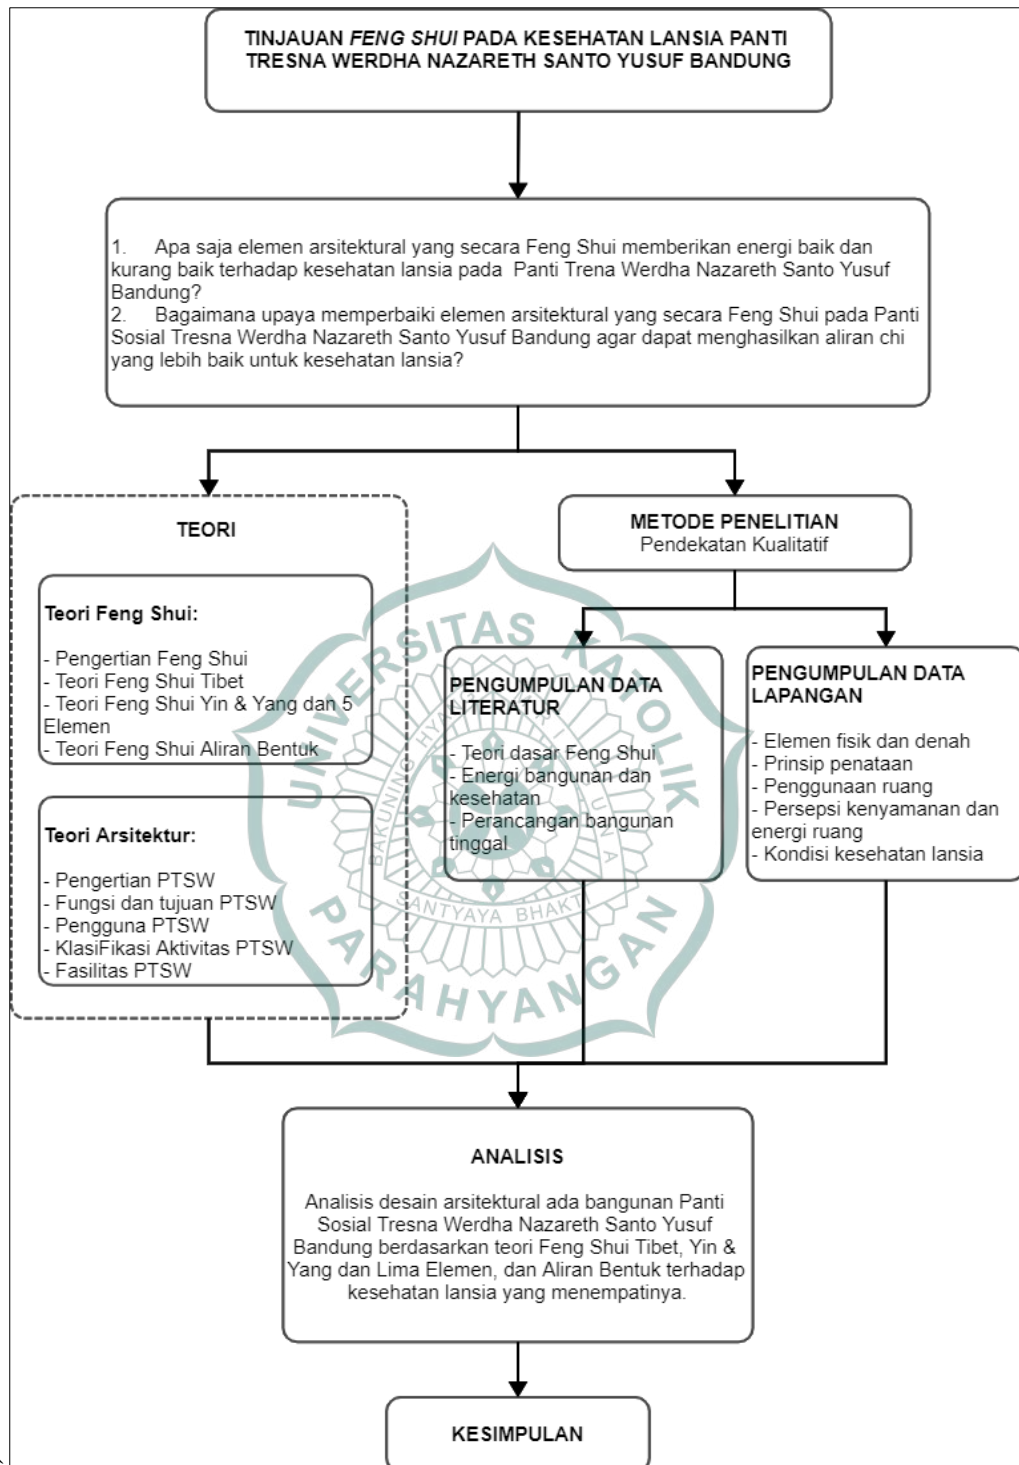 TINJAUAN FENG SHUI PADA KESEHATAN LANSIA PANTI
TRESNA WERDHA NAZARETH SANTO YUSUF BANDUNG
1. Apa saja elemen arsitektural yang secara Feng Shui memberikan energi baik dan
kurang baik terhadap kesehatan lansia pada Panti Trena Werdha Nazareth Santo Yusuf
Bandung?
2. Bagaimana upaya memperbaiki elemen arsitektural yang secara Feng Shui pada Panti
Sosial Tresna Werdha Nazareth Santo Yusuf Bandung agar dapat menghasilkan aliran chi
yang lebih baik untuk kesehatan lansia?
TEORI
Teori Feng Shui:
- Pengertian Feng Shui
- Teori Feng Shui Tibet
- Teori Feng Shui Yin & Yang dan 5
Elemen
- Teori Feng Shui Aliran Bentuk
Teori Arsitektur:
- Pengertian PTSW
- Fungsi dan tujuan PTSW
- Pengguna PTSW
- KlasiFikasi Aktivitas PTSW
- Fasilitas PTSW
METODE PENELITIAN
Pendekatan Kualitatif
PENGUMPULAN DATA
LITERATUR
- Teori dasar Feng Shui
- Energi bangunan dan
kesehatan
- Perancangan bangunan
tinggal
PENGUMPULAN DATA
LAPANGAN
- Elemen fisik dan denah
- Prinsip penataan
- Penggunaan ruang
- Persepsi kenyamanan dan
energi ruang
- Kondisi kesehatan lansia
UNIVERSITAS KATOLIK
PARAHYANGAN
BAKUNING HYANG
GUNA
SANTYAYA BHAKTI
ANALISIS
Analisis desain arsitektural ada bangunan Panti
Sosial Tresna Werdha Nazareth Santo Yusuf
Bandung berdasarkan teori Feng Shui Tibet, Yin &
Yang dan Lima Elemen, dan Aliran Bentuk terhadap
kesehatan lansia yang menempatinya.
KESIMPULAN